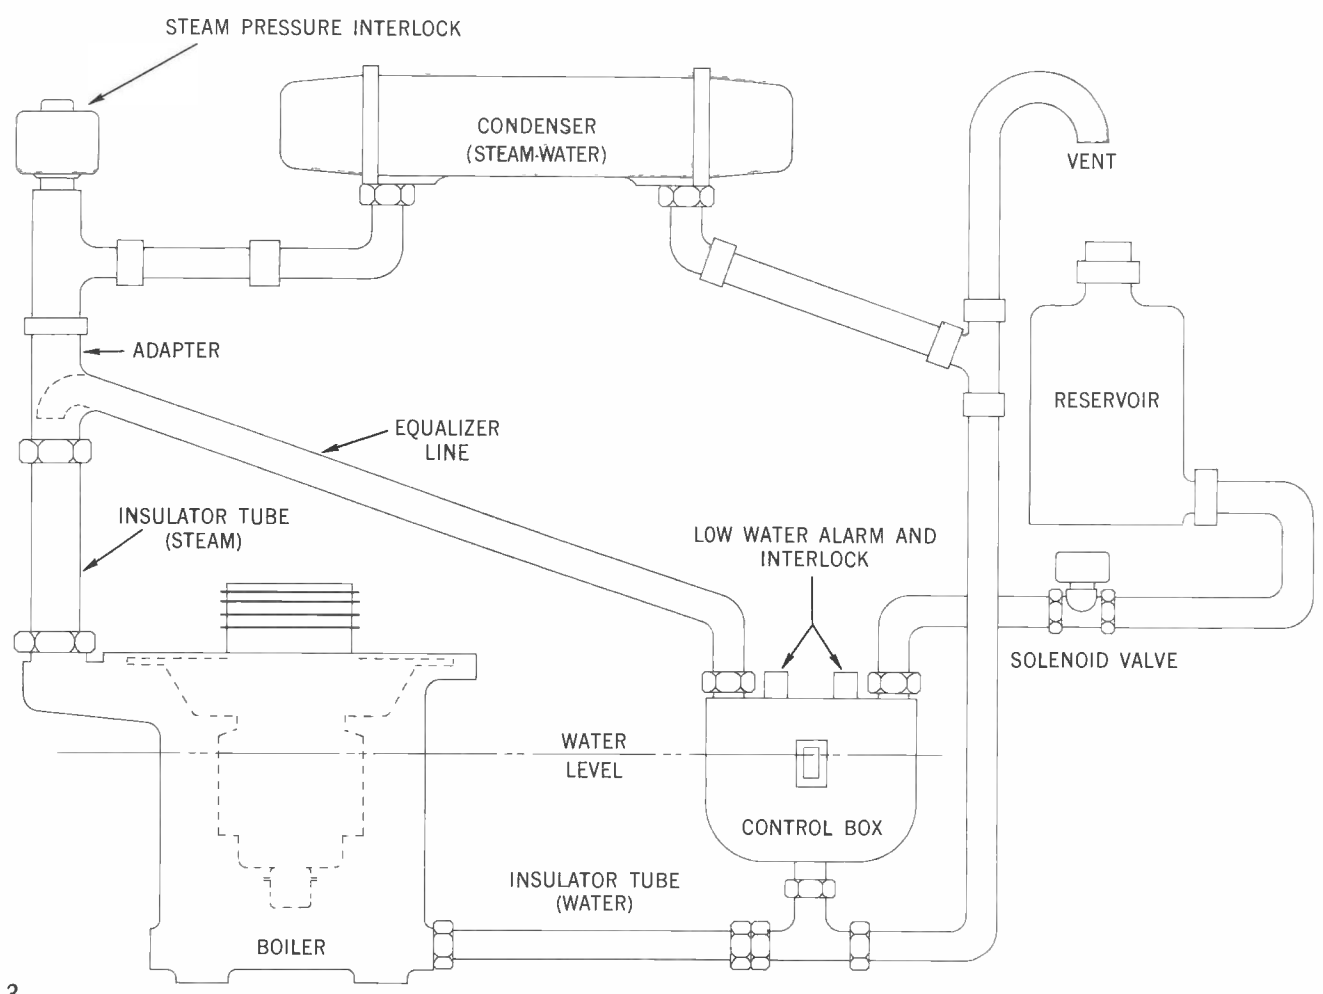 STEAM PRESSURE INTERLOCK
CONDENSER
(STEAM-WATER)
VENT
ADAPTER
RESERVOIR
EQUALIZER
LINE
INSULATOR TUBE
(STEAM)
LOW WATER ALARM AND
INTERLOCK
SOLENOID VALVE
WATER
LEVEL
CONTROL BOX
INSULATOR TUBE
(WATER)
BOILER